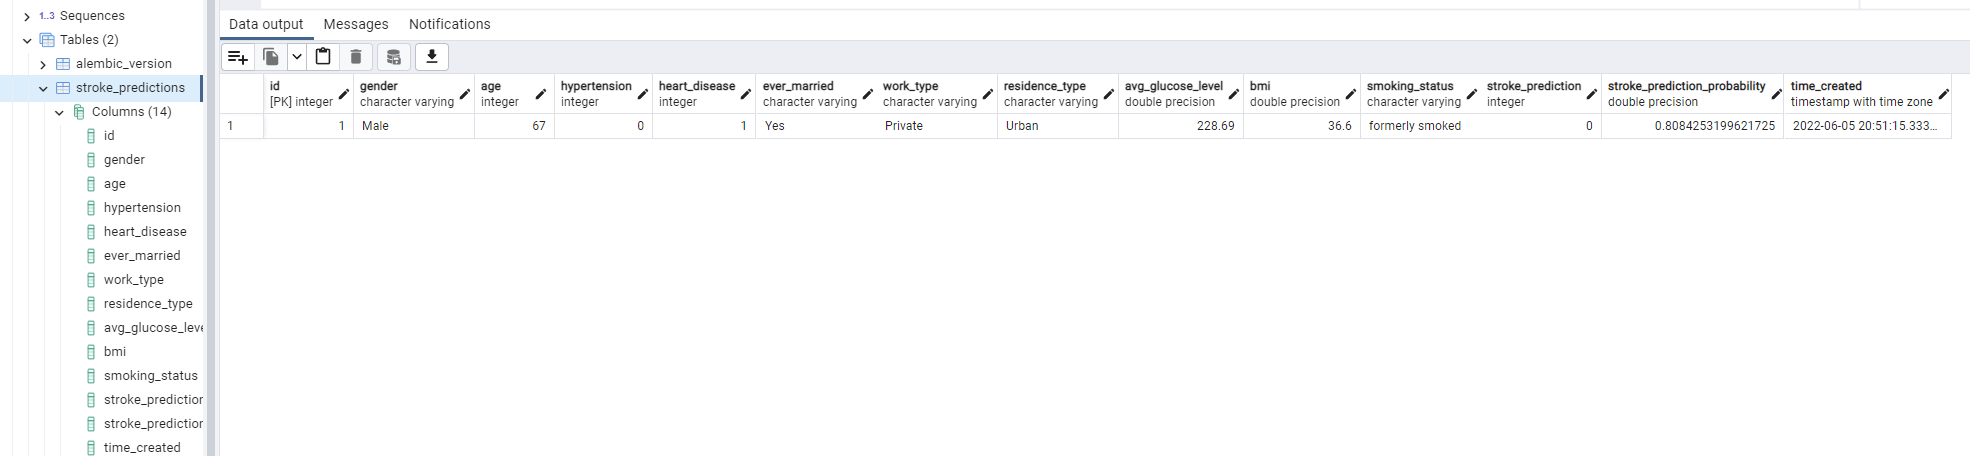 1..3 Sequences
Tables (2)
alembic_version
stroke_predictions
Columns (14)
id
gender
age
hypertension
heart_disease
ever_married
work_type
residence_type
avg_glucose_leve
bmi
smoking_status
stroke_prediction
stroke_prediction
time_created
Data output Messages Notifications
id gender age hypertension heart_disease ever_married work_type residence_type avg_glucose_level bmi smoking_status stroke_prediction stroke_prediction_probability time_created
[PK] integer character varying integer integer integer character varying character varying character varying double precision double precision character varying integer double precision timestamp with time zone
1 1 Male 67 0 1 Yes Private Urban 228.69 36.6 formerly smoked 0 0.8084253199621725 2022-06-05 20:51:15.333...